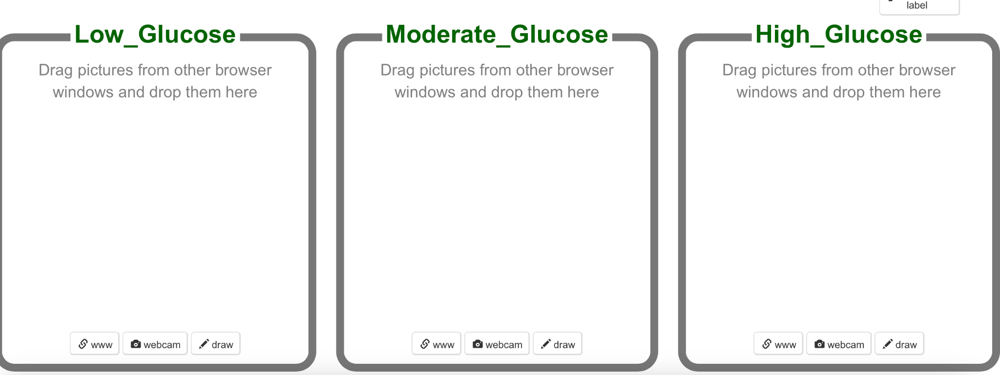 label
Low_Glucose
Drag pictures from other browser
windows and drop them here
www webcam draw
Moderate_Glucose
Drag pictures from other browser
windows and drop them here
www webcam draw
High_Glucose
Drag pictures from other browser
windows and drop them here
www webcam draw